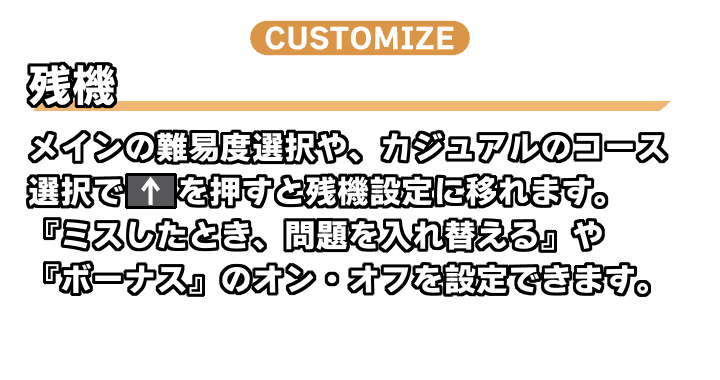 CUSTOMIZE
残機
メインの難易度選択や、カジュアルのコース
選択で↑を押すと残機設定に移れます。
『ミスしたとき、問題を入れ替える』や
『ボーナス』のオン・オフを設定できます。